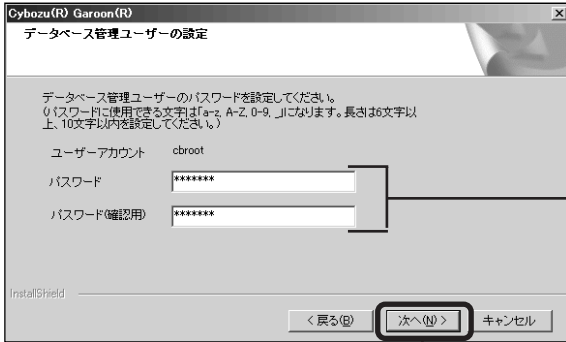 Cybozu(R) Garoon(R)
データベース管理ユーザーの設定
データベース管理ユーザーのパスワードを設定してください。
(パスワードに使用できる文字は「a-z, A-Z, 0-9, _」になります。長さは6文字以
上、10文字以内を設定してください。)
ユーザーアカウント cbroot
パスワード *******
パスワード(確認用) *******
InstallShield
< 戻る(B) 次へ(N) > キャンセル